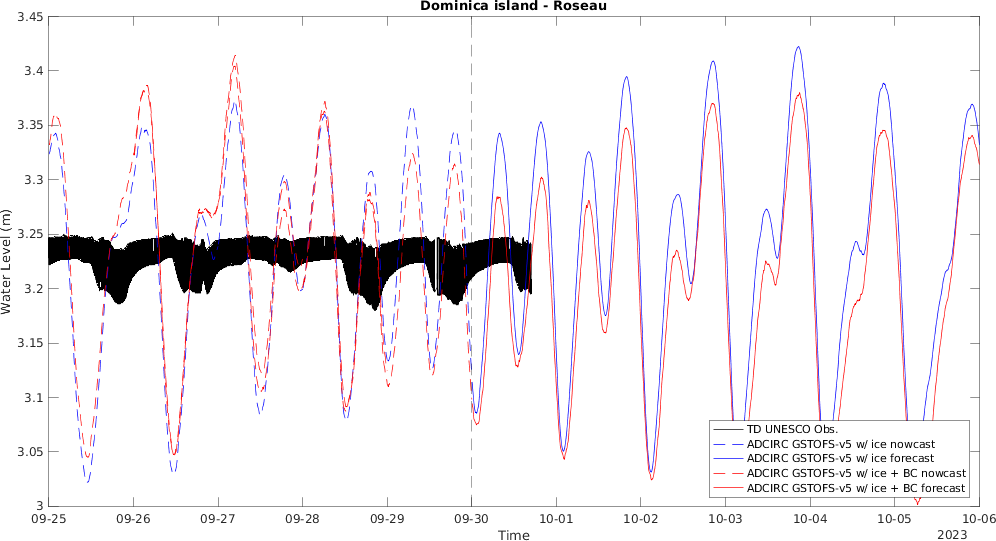 Dominica island - Roseau
3.45
3.4
3.35
3.3
3.25
3.2
3.15
3.1
3.05
3
Water Level (m)
TD UNESCO Obs.
ADCIRC GSTOFS-v5 w/ ice nowcast
ADCIRC GSTOFS-v5 w/ ice forecast
ADCIRC GSTOFS-v5 w/ ice + BC nowcast
ADCIRC GSTOFS-v5 w/ ice + BC forecast
09-25 09-26 09-27 09-28 09-29 09-30 10-01 10-02 10-03 10-04 10-05 10-06
Time
2023